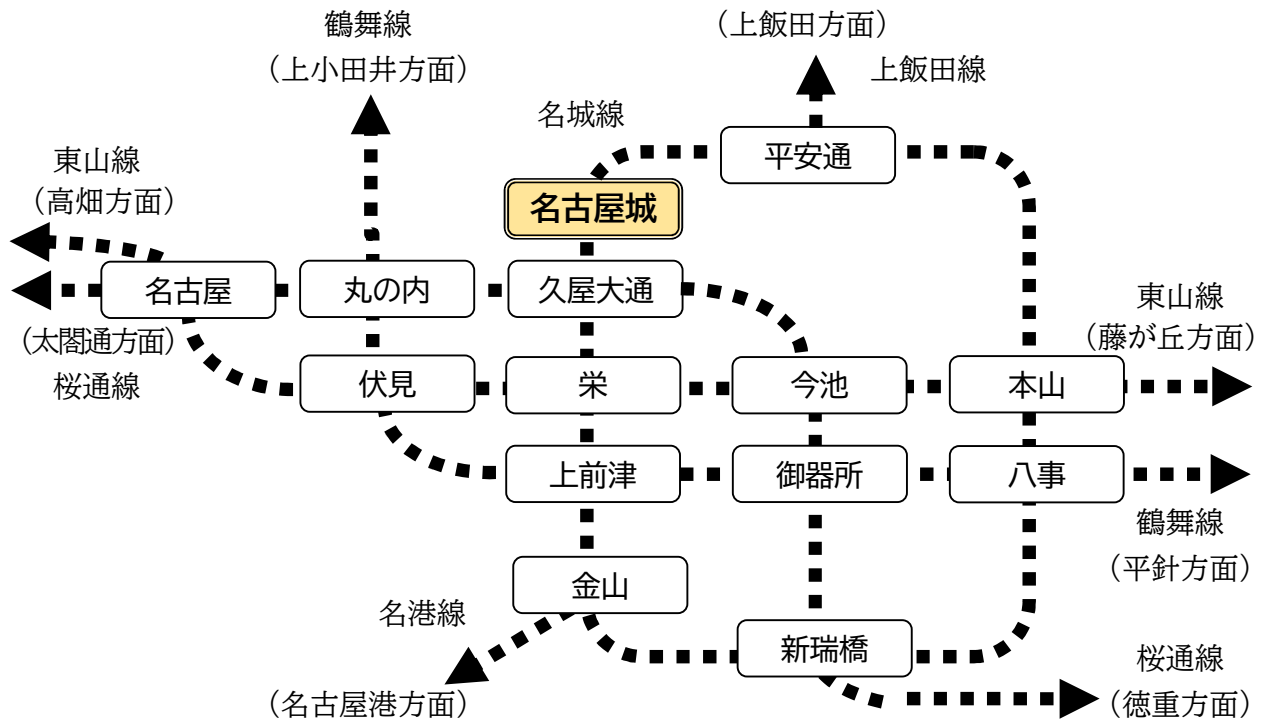 鶴舞線
（上小田井方面）
（上飯田方面）
上飯田線
名城線
平安通
東山線
（高畑方面）
名古屋城
名古屋
丸の内
久屋大通
東山線
（藤が丘方面）
（太閤通方面）
桜通線
伏見
栄
今池
本山
上前津
御器所
八事
鶴舞線
（平針方面）
金山
名港線
（名古屋港方面）
新瑞橋
桜通線
（徳重方面）